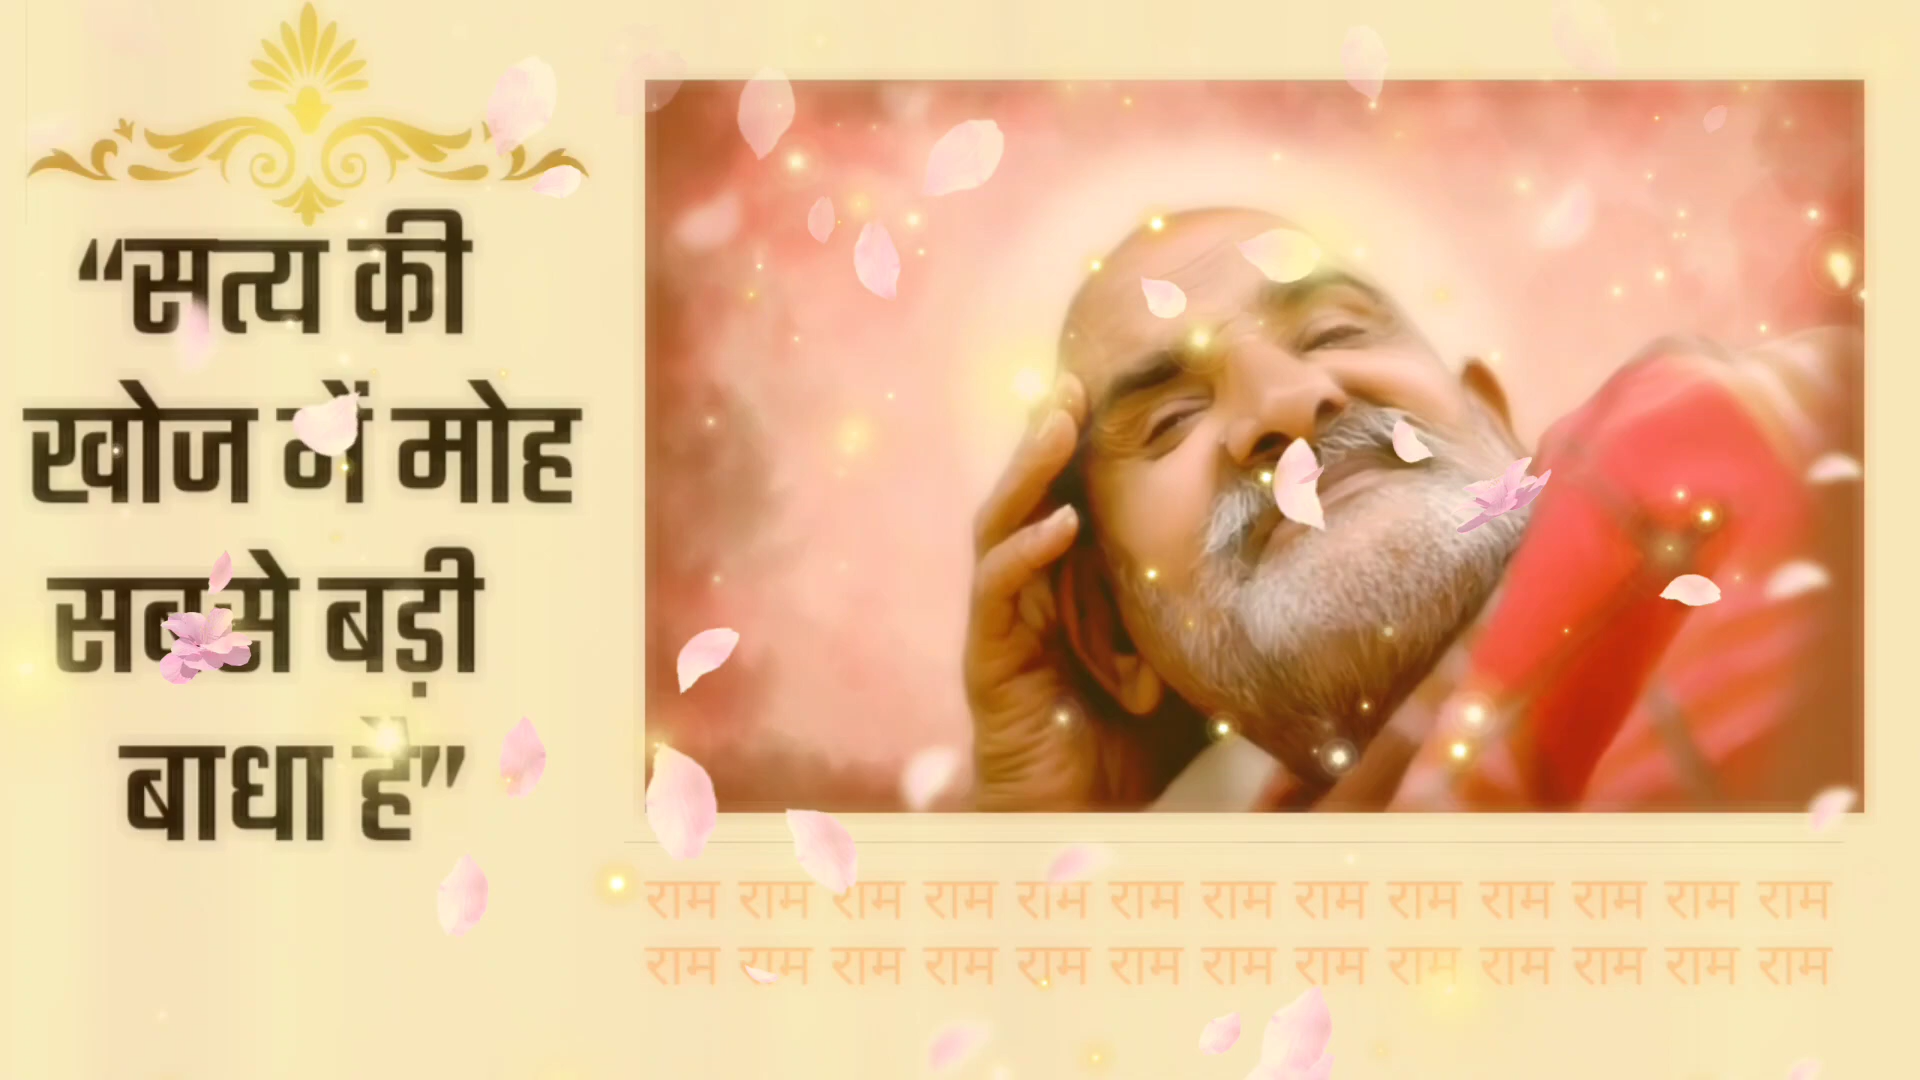 “सत्य की
खोज में मोह
सबसे बड़ी
बाधा है”
राम राम राम राम राम राम राम राम राम राम राम राम राम
राम राम राम राम राम राम राम राम राम राम राम राम राम